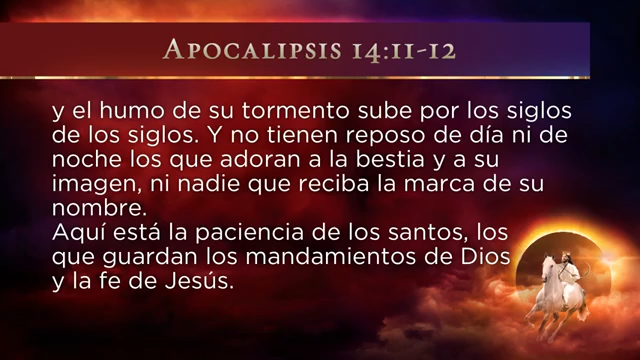 APOCALIPSIS 14:11-12
y el humo de su tormento sube por los siglos
de los siglos. Y no tienen reposo de día ni de
noche los que adoran a la bestia y a su
imagen, ni nadie que reciba la marca de su
nombre.
Aquí está la paciencia de los santos, los
que guardan los mandamientos de Dios
y la fe de Jesús.